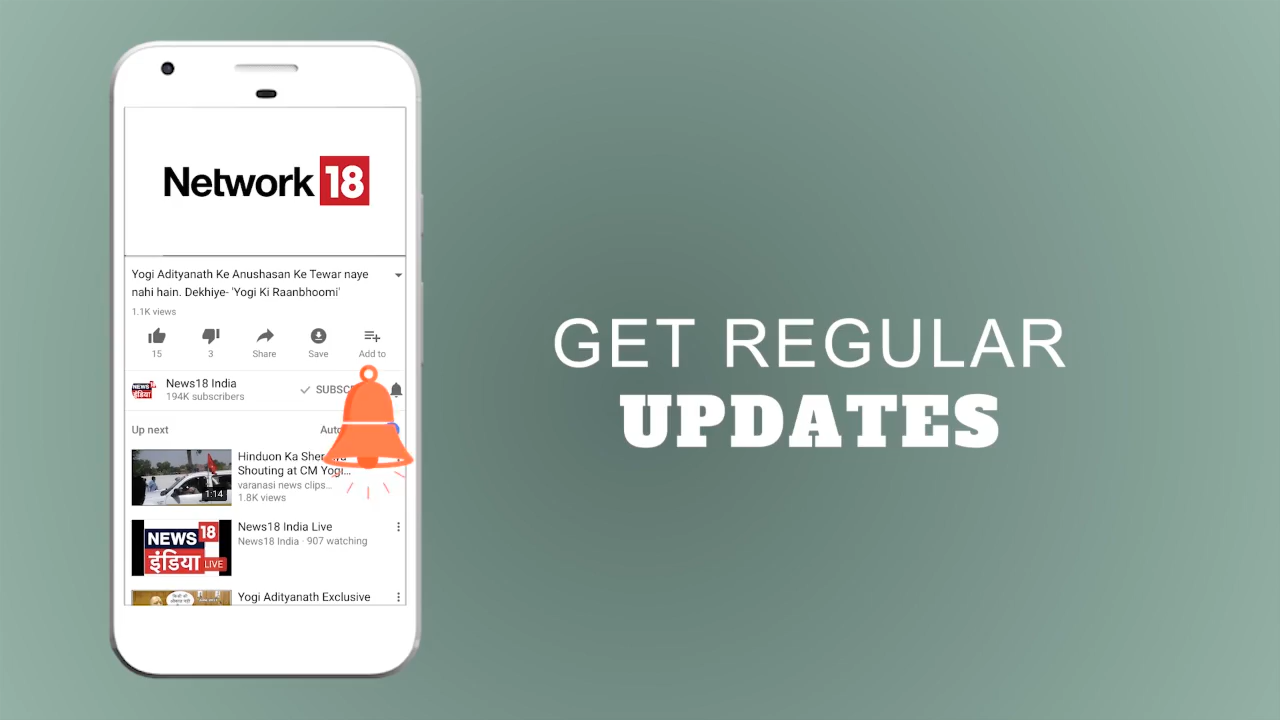 Network 18
Yogi Adityanath Ke Anushasan Ke Tewar naye
nahi hain. Dekhiye- 'Yogi Ki Raanbhoomi'
1.1K views
15
3
Share
Save
Add to
News18 India
194K subscribers
Up next
Hinduon Ka
Shouting at CM Yogi...
varanasi news clips...
1.8K views
1:14
News18 India Live
News18 India · 907 watching
NEWS 18
इंडिया LIVE
Yogi Adityanath Exclusive
GET REGULAR
UPDATES